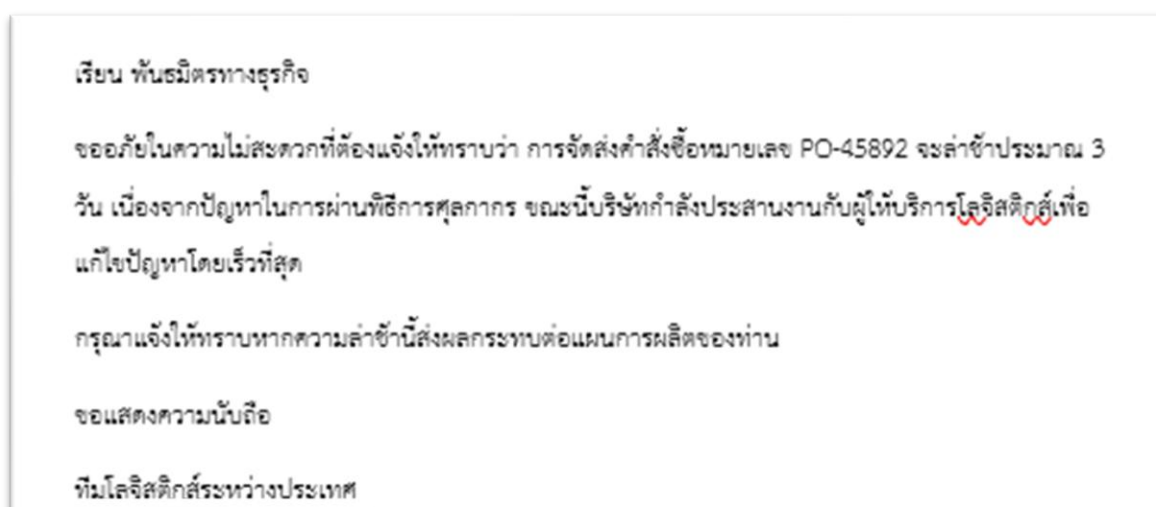 เรียน พันธมิตรทางธุรกิจ
ขออภัยในความไม่สะดวกที่ต้องแจ้งให้ทราบว่า การจัดส่งคำสั่งซื้อหมายเลข PO-45892 จะล่าช้าประมาณ 3
วัน เนื่องจากปัญหาในการผ่านพิธีการศุลกากร ขณะนี้บริษัทกำลังประสานงานกับผู้ให้บริการโลจิสติกส์เพื่อ
แก้ไขปัญหาโดยเร็วที่สุด
กรุณาแจ้งให้ทราบหากความล่าช้านี้ส่งผลกระทบต่อแผนการผลิตของท่าน
ขอแสดงความนับถือ
ทีมโลจิสติกส์ระหว่างประเทศ